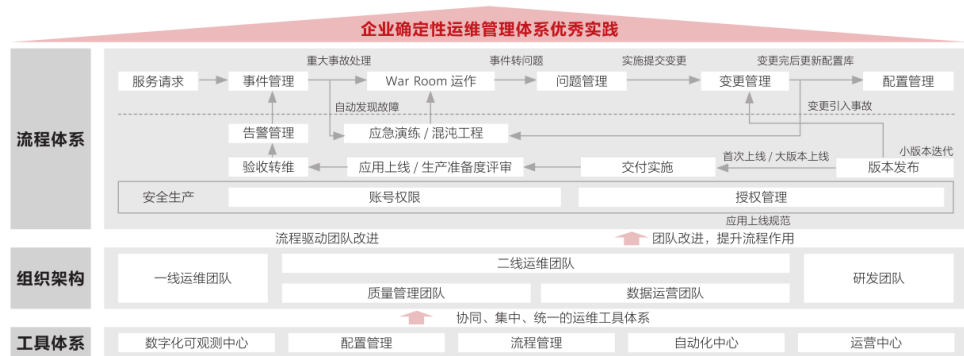 企业确定性运维管理体系优秀实践
重大事故处理
事件转问题
实施提交变更
变更完后更新配置库
服务请求
事件管理
War Room 运作
问题管理
变更管理
配置管理
自动发现故障
变更引入事故
流程体系
告警管理
应急演练 / 混沌工程
首次上线 / 大版本上线
小版本迭代
验收转维
应用上线 / 生产准备度评审
交付实施
版本发布
安全生产
账号权限
授权管理
应用上线规范
流程驱动团队改进
团队改进，提升流程作用
组织架构
一线运维团队
二线运维团队
研发团队
质量管理团队
数据运营团队
协同、集中、统一的运维工具体系
工具体系
数字化可观测中心
配置管理
流程管理
自动化中心
运营中心